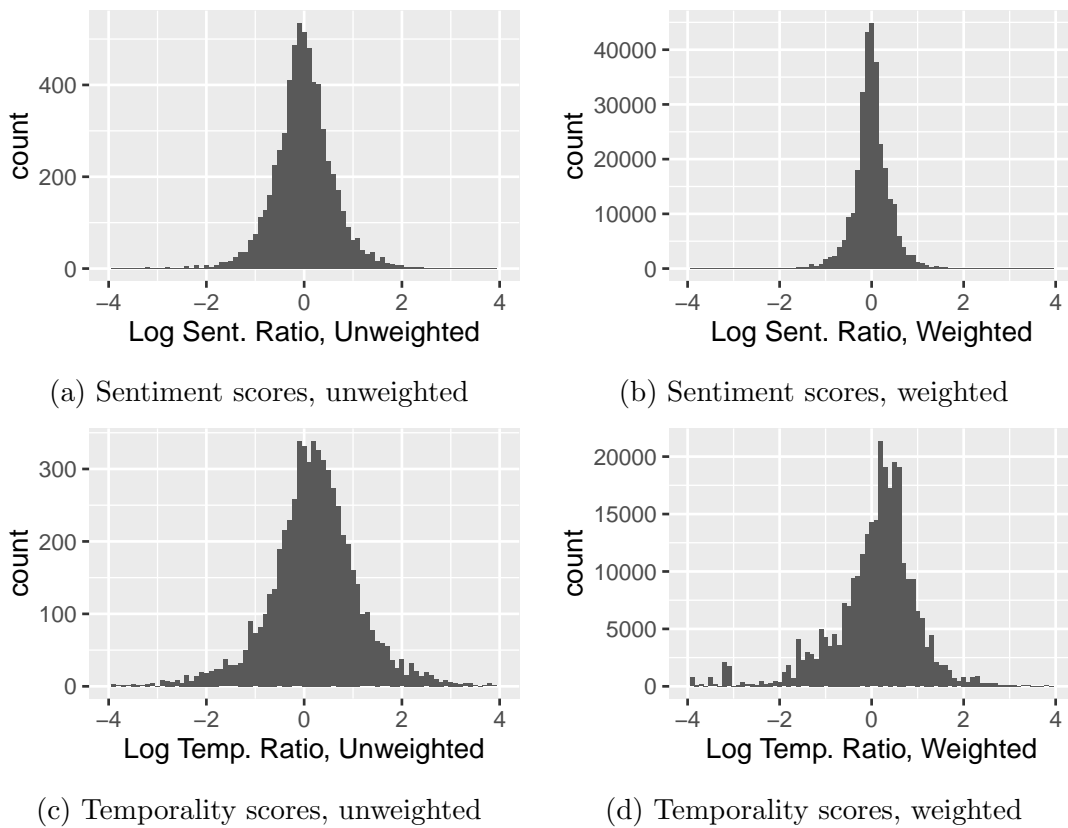 400
200
0
count
−4 −2 0 2 4
Log Sent. Ratio, Unweighted
(a) Sentiment scores, unweighted
40000
30000
20000
10000
0
count
−4 −2 0 2 4
Log Sent. Ratio, Weighted
(b) Sentiment scores, weighted
300
200
100
0
count
−4 −2 0 2 4
Log Temp. Ratio, Unweighted
(c) Temporality scores, unweighted
20000
15000
10000
5000
0
count
−4 −2 0 2 4
Log Temp. Ratio, Weighted
(d) Temporality scores, weighted